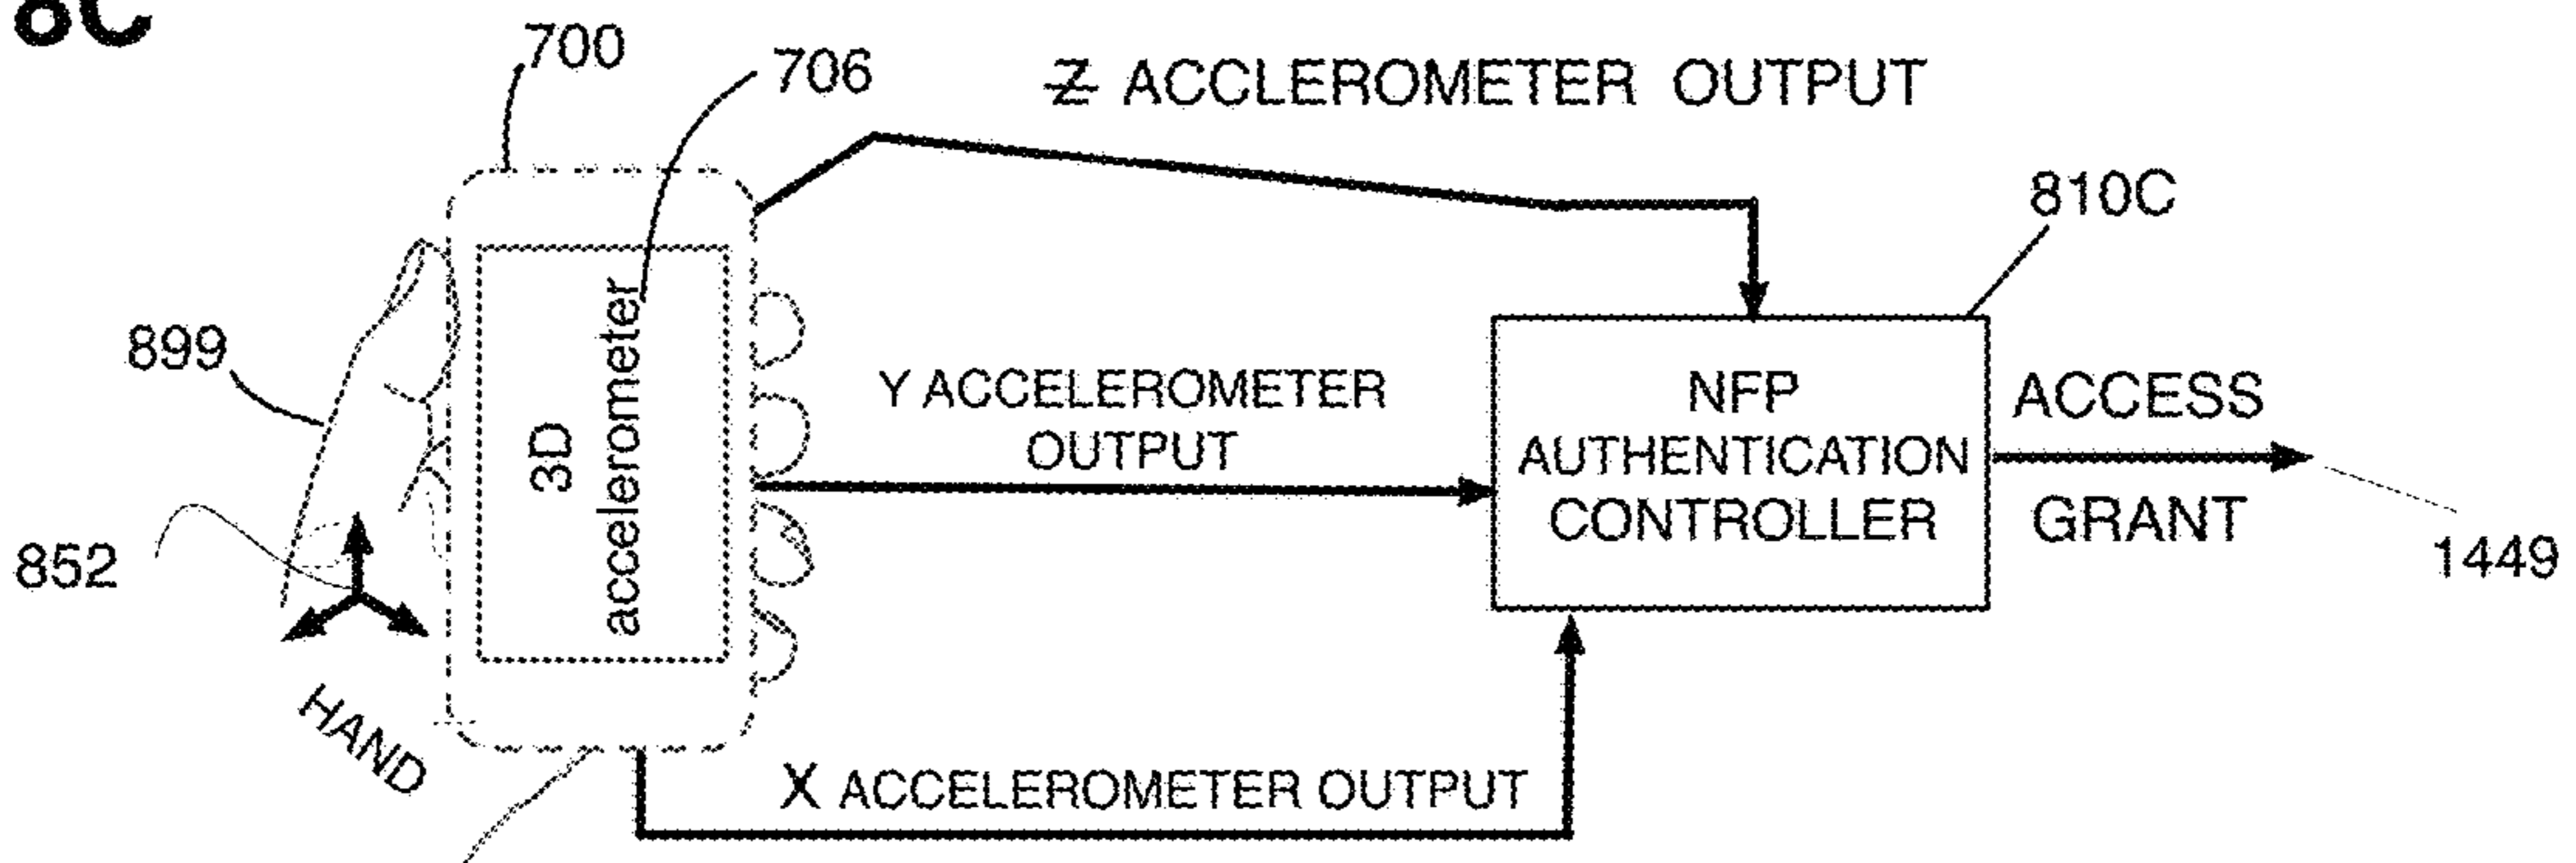 8C
700
706
Z ACCLEROMETER OUTPUT
810C
899
3D
accelerometer
Y ACCELEROMETER
OUTPUT
NFP
AUTHENTICATION
CONTROLLER
ACCESS
GRANT
852
1449
HAND
X ACCELEROMETER OUTPUT